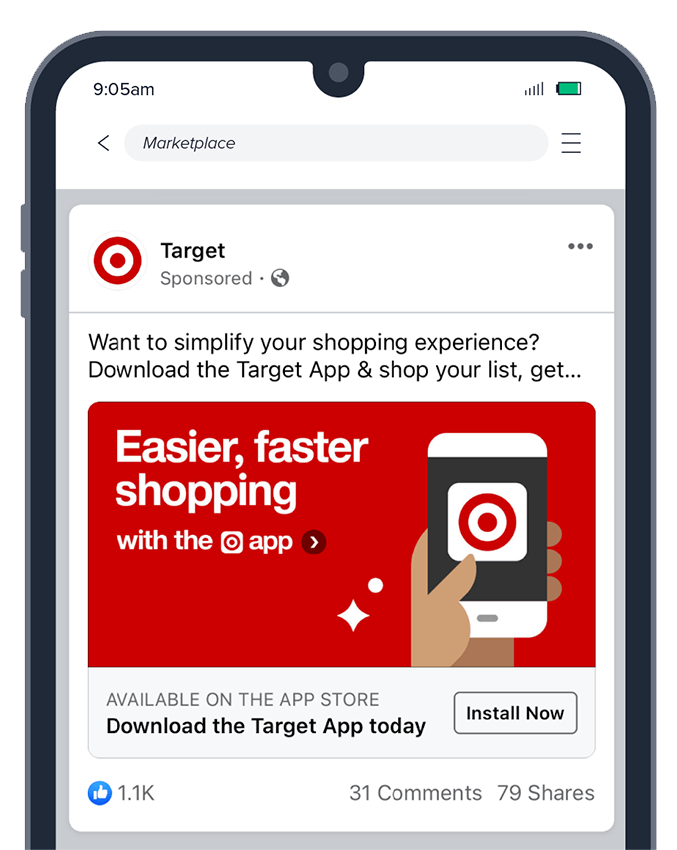 9:05am
Marketplace
Target
Sponsored ·
Want to simplify your shopping experience?
Download the Target App & shop your list, get...
Easier, faster
shopping
with the app
AVAILABLE ON THE APP STORE
Download the Target App today
Install Now
1.1K 31 Comments 79 Shares